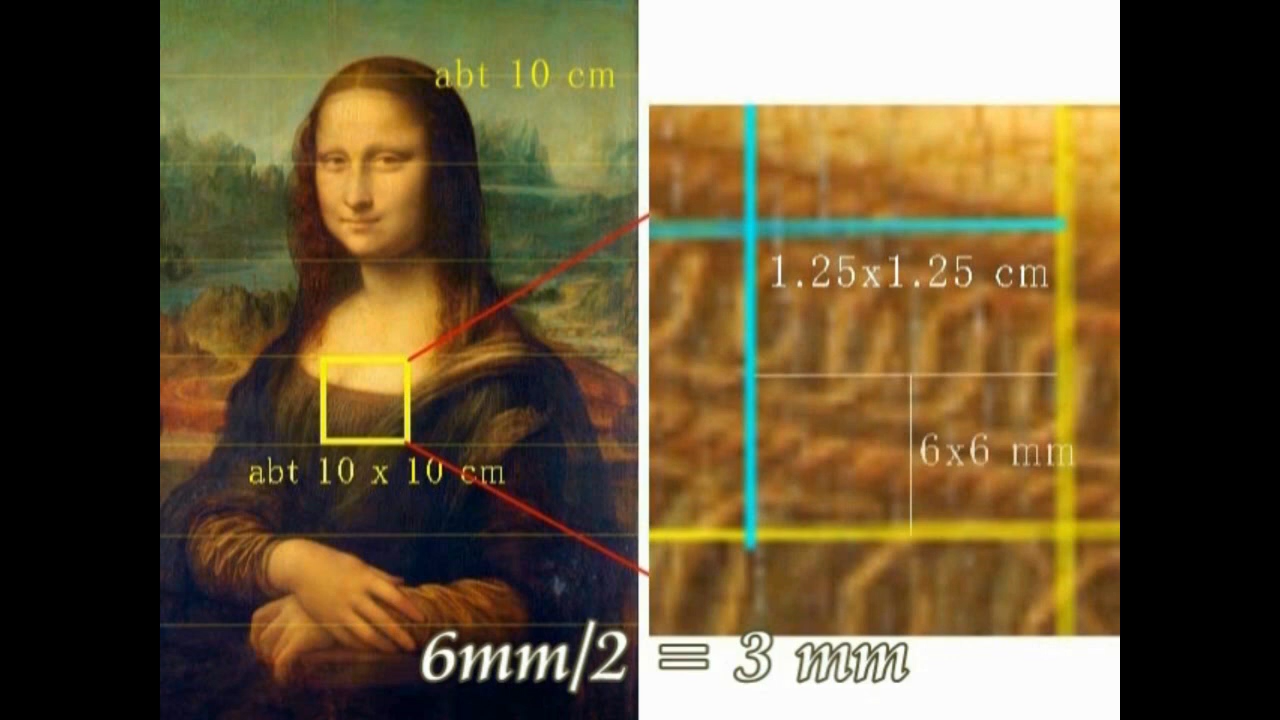 abt 10 cm
1.25x1.25 cm
6x6 mm
abt 10 x 10 cm
6mm/2 = 3 mm